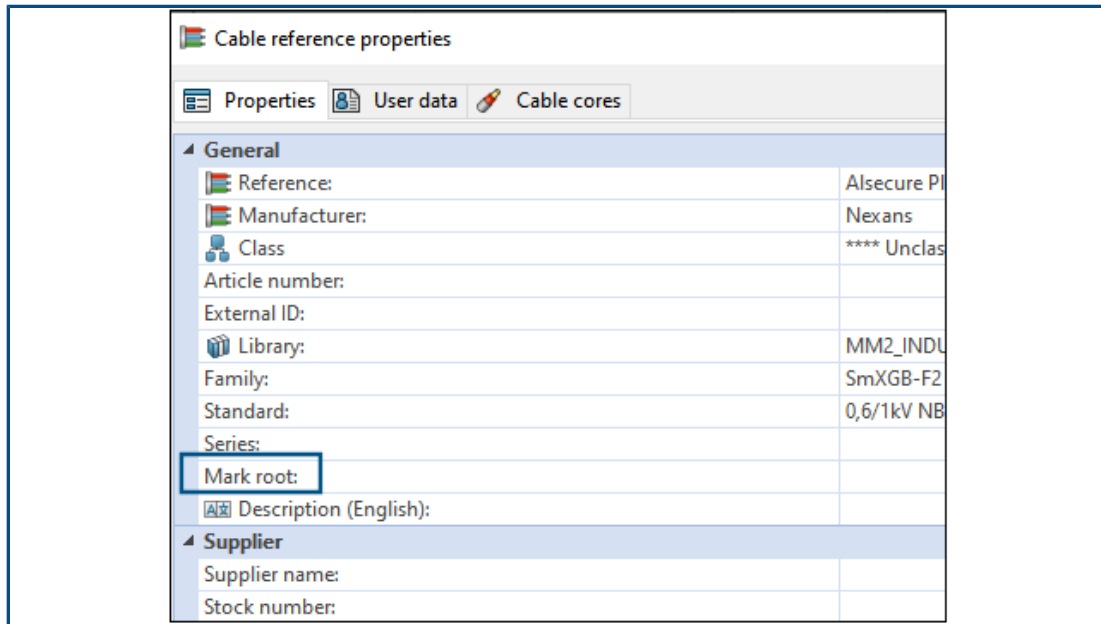 Cable reference properties
Properties User data Cable cores
General
Reference: Alsecure Pl
Manufacturer: Nexans
Class **** Unclas
Article number:
External ID:
Library: MM2_INDU
Family: SmXGB-F2
Standard: 0,6/1kV NB
Series:
Mark root:
Description (English):
Supplier
Supplier name:
Stock number: